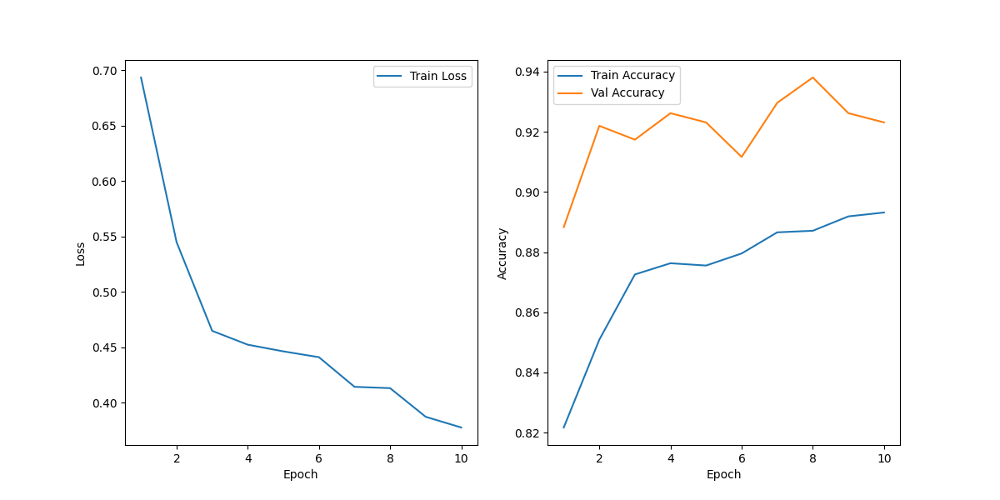 0.70
0.65
0.60
0.55
0.50
0.45
0.40
Loss
Train Loss
2 4 6 8 10
Epoch
0.94
0.92
0.90
0.88
0.86
0.84
0.82
Accuracy
Train Accuracy
Val Accuracy
2 4 6 8 10
Epoch